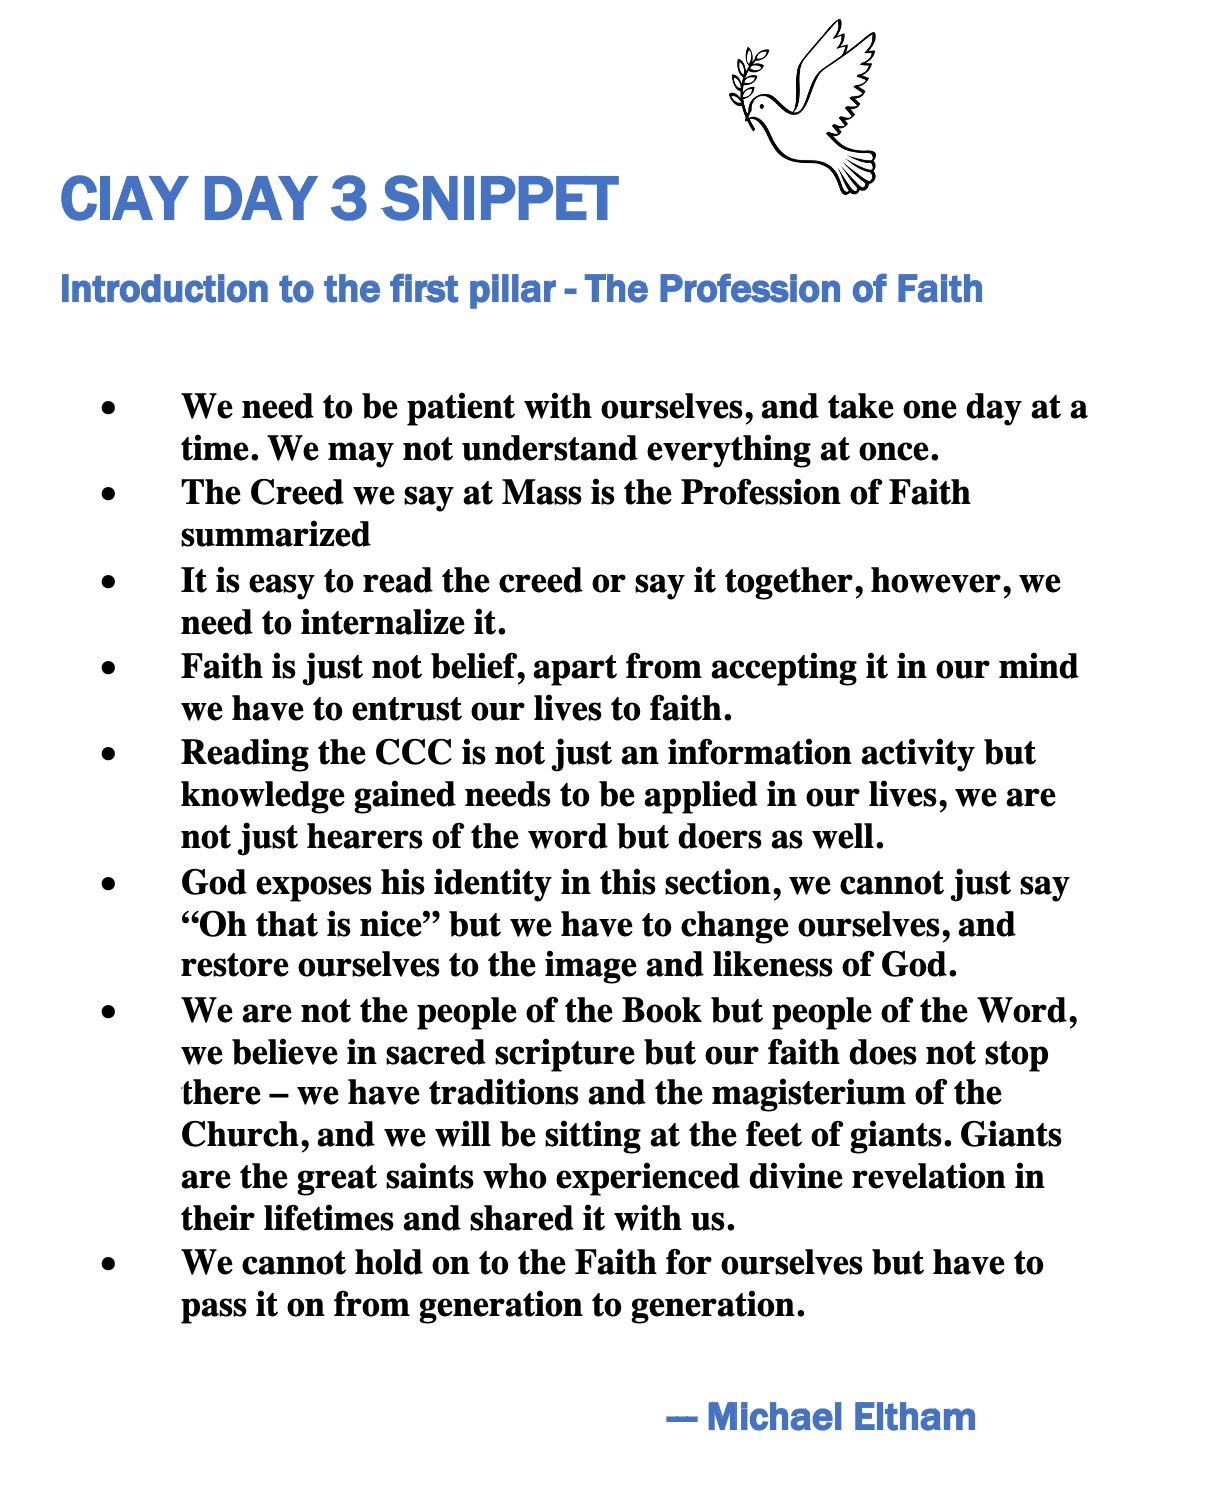 CIAY DAY 3 SNIPPET
Introduction to the first pillar - The Profession of Faith
• We need to be patient with ourselves, and take one day at a
time. We may not understand everything at once.
• The Creed we say at Mass is the Profession of Faith
summarized
• It is easy to read the creed or say it together, however, we
need to internalize it.
• Faith is just not belief, apart from accepting it in our mind
we have to entrust our lives to faith.
• Reading the CCC is not just an information activity but
knowledge gained needs to be applied in our lives, we are
not just hearers of the word but doers as well.
• God exposes his identity in this section, we cannot just say
“Oh that is nice” but we have to change ourselves, and
restore ourselves to the image and likeness of God.
• We are not the people of the Book but people of the Word,
we believe in sacred scripture but our faith does not stop
there – we have traditions and the magisterium of the
Church, and we will be sitting at the feet of giants. Giants
are the great saints who experienced divine revelation in
their lifetimes and shared it with us.
• We cannot hold on to the Faith for ourselves but have to
pass it on from generation to generation.
— Michael Eltham